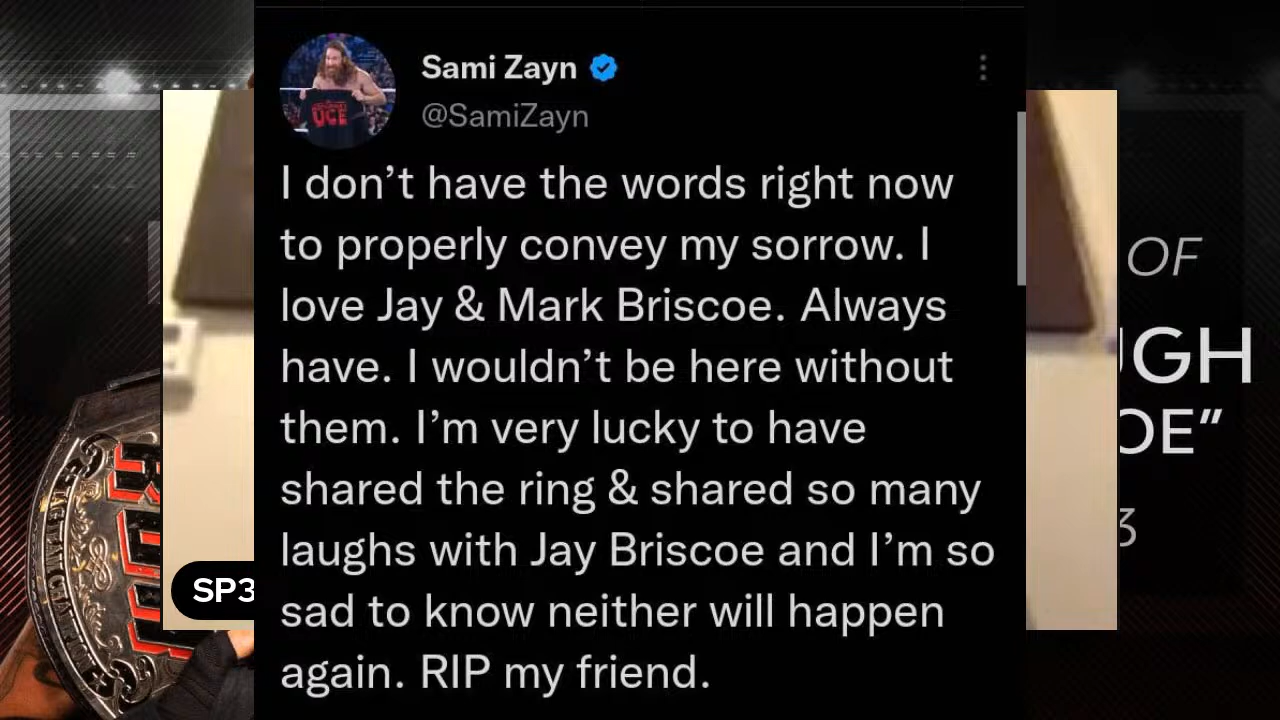 Sami Zayn
@SamiZayn
I don’t have the words right now
to properly convey my sorrow. I
love Jay & Mark Briscoe. Always
have. I wouldn’t be here without
them. I’m very lucky to have
shared the ring & shared so many
laughs with Jay Briscoe and I’m so
sad to know neither will happen
again. RIP my friend.
UCE
SP3
OF
UGH
OE”
3